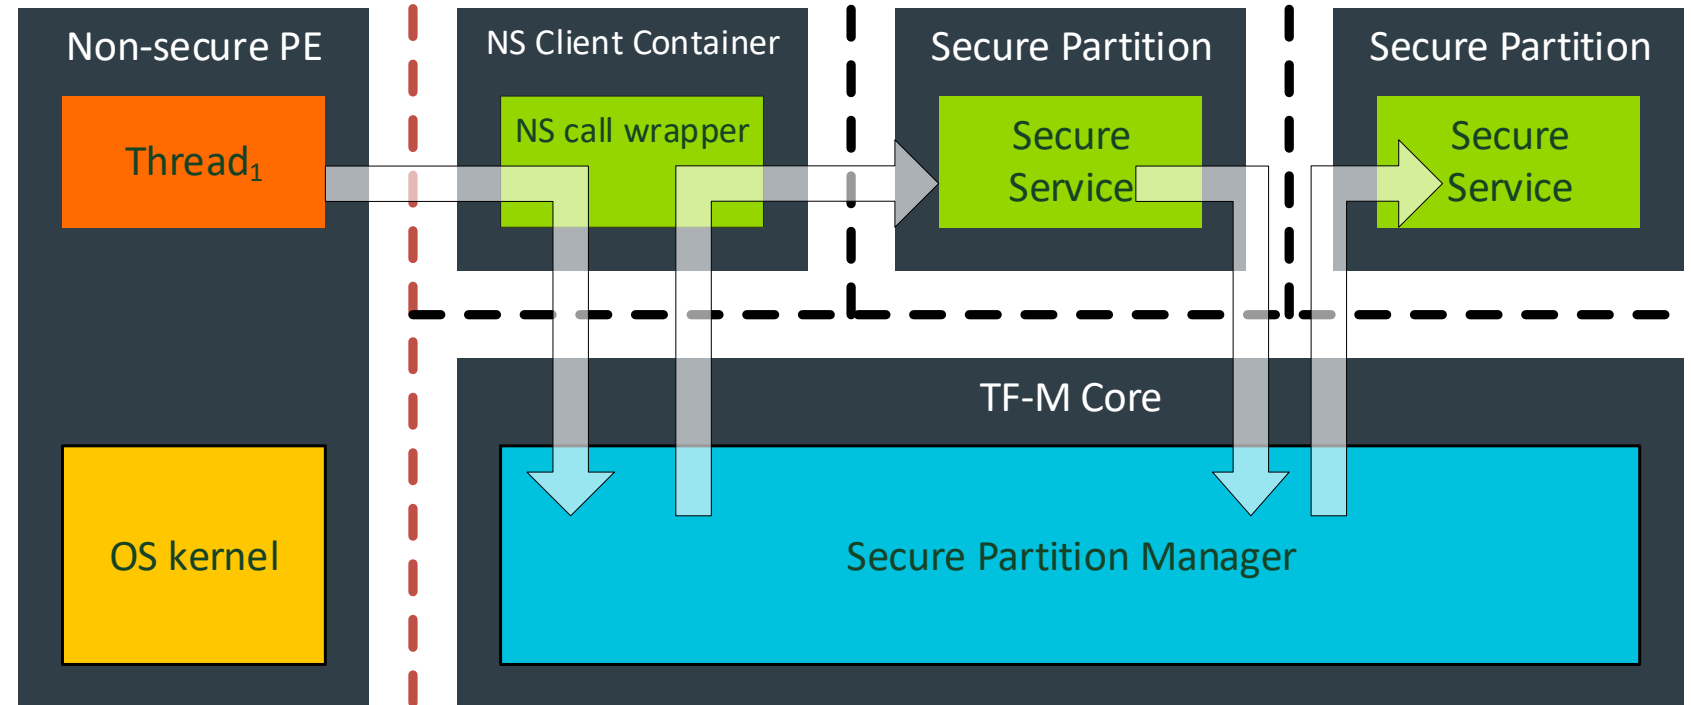 Non-secure PE
Thread₁
OS kernel
NS Client Container
NS call wrapper
Secure Partition
Secure
Service
Secure Partition
Secure
Service
TF-M Core
Secure Partition Manager